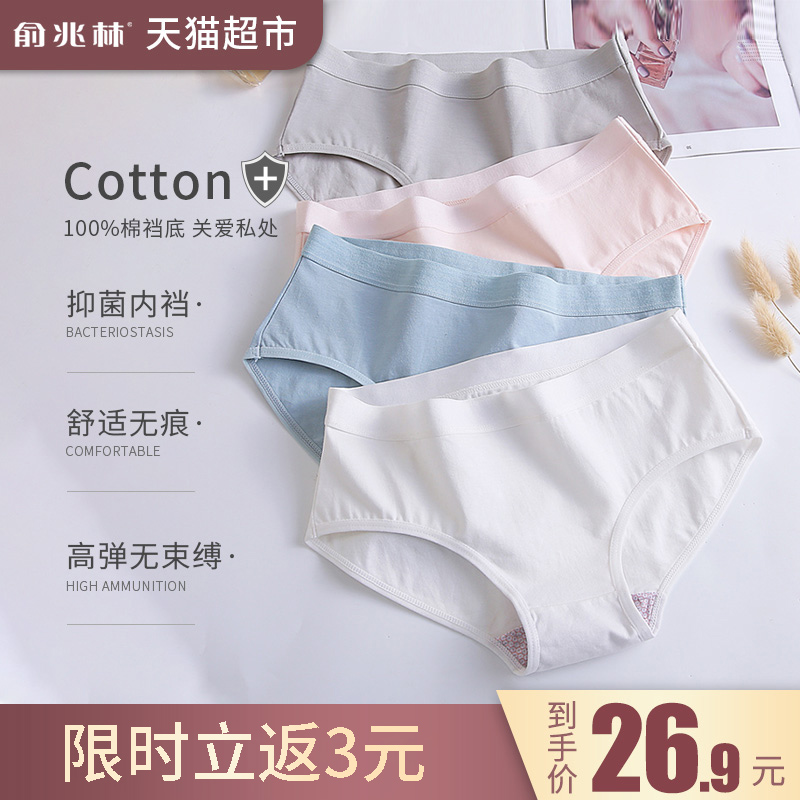 俞兆林® 天猫超市
Cotton
100%棉裆底 关爱私处
抑菌内裆·
BACTERIOSTASIS
舒适无痕·
COMFORTABLE
高弹无束缚·
HIGH AMMUNITION
限时立返3元
到手价 26.9 元